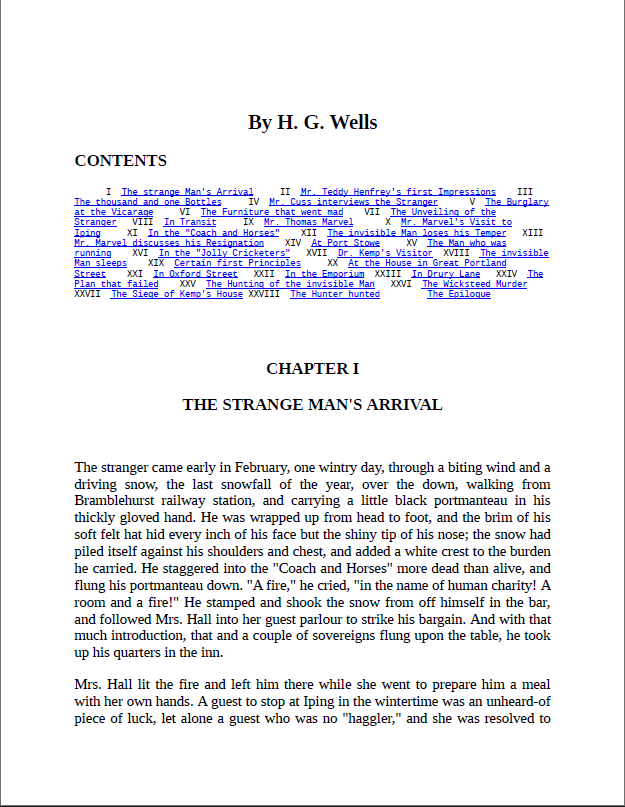 By H. G. Wells
CONTENTS
I The strange Man's Arrival II Mr. Teddy Henfrey's first Impressions III
The thousand and one Bottles IV Mr. Cuss interviews the Stranger V The Burglary
at the Vicarage VI The Furniture that went mad VII The Unveiling of the
Stranger VIII In Transit IX Mr. Thomas Marvel X Mr. Marvel's Visit to
Iping XI In the "Coach and Horses" XII The invisible Man loses his Temper XIII
Mr. Marvel discusses his Resignation XIV At Port Stowe XV The Man who was
running XVI In the "Jolly Cricketers" XVII Dr. Kemp's Visitor XVIII The invisible
Man sleeps XIX Certain first Principles XX At the House in Great Portland
Street XXI In Oxford Street XXII In the Emporium XXIII In Drury Lane XXIV The
Plan that failed XXV The Hunting of the invisible Man XXVI The Wicksteed Murder
XXVII The Siege of Kemp's House XXVIII The Hunter hunted The Epilogue
CHAPTER I
THE STRANGE MAN'S ARRIVAL
The stranger came early in February, one wintry day, through a biting wind and a
driving snow, the last snowfall of the year, over the down, walking from
Bramblehurst railway station, and carrying a little black portmanteau in his
thickly gloved hand. He was wrapped up from head to foot, and the brim of his
soft felt hat hid every inch of his face but the shiny tip of his nose; the snow had
piled itself against his shoulders and chest, and added a white crest to the burden
he carried. He staggered into the "Coach and Horses" more dead than alive, and
flung his portmanteau down. "A fire," he cried, "in the name of human charity! A
room and a fire!" He stamped and shook the snow from off himself in the bar,
and followed Mrs. Hall into her guest parlour to strike his bargain. And with that
much introduction, that and a couple of sovereigns flung upon the table, he took
up his quarters in the inn.
Mrs. Hall lit the fire and left him there while she went to prepare him a meal
with her own hands. A guest to stop at Iping in the wintertime was an unheard-of
piece of luck, let alone a guest who was no "haggler," and she was resolved to